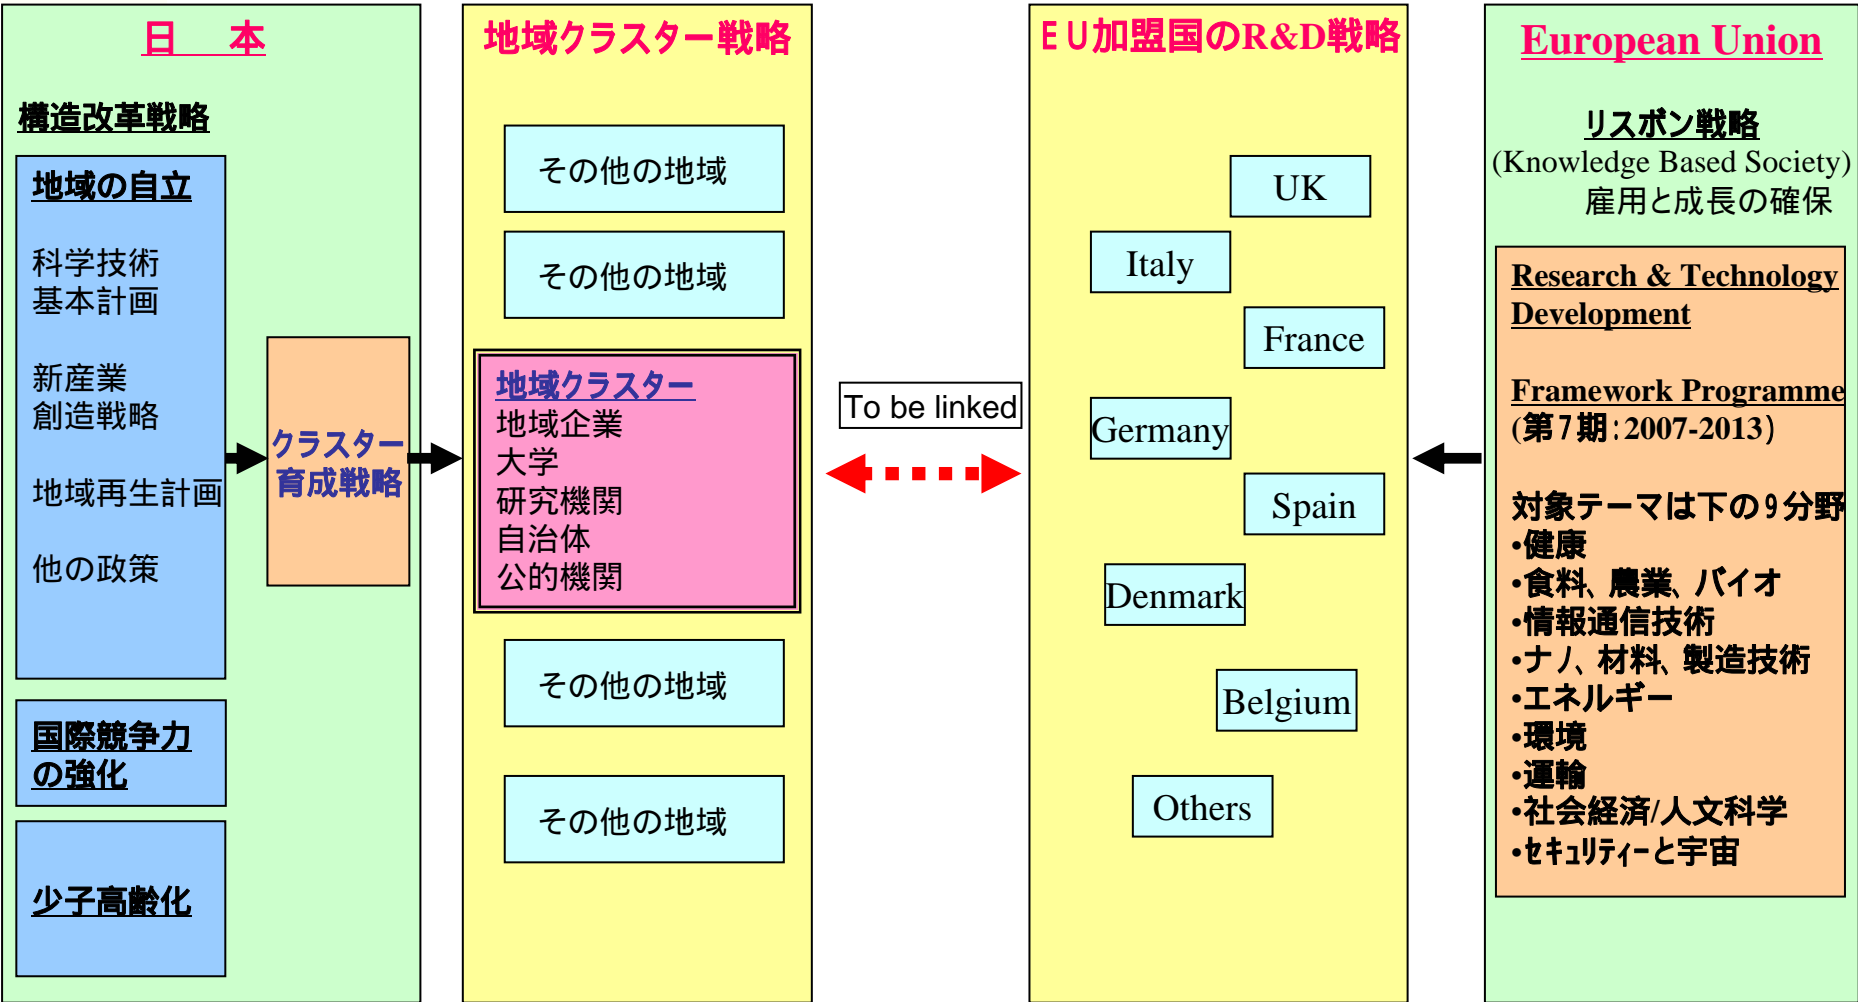 日 本
構造改革戦略
地域の自立
科学技術
基本計画
新産業
創造戦略
地域再生計画
他の政策
国際競争力
の強化
少子高齢化
クラスター
育成戦略
地域クラスター戦略
その他の地域
その他の地域
地域クラスター
地域企業
大学
研究機関
自治体
公的機関
その他の地域
その他の地域
To be linked
EU加盟国のR&D戦略
UK
Italy
France
Germany
Spain
Denmark
Belgium
Others
European Union
リスボン戦略
(Knowledge Based Society)
雇用と成長の確保
Research & Technology
Development
Framework Programme
(第7期:2007-2013)
対象テーマは下の9分野
•健康
•食料、農業、バイオ
•情報通信技術
•ナノ、材料、製造技術
•エネルギー
•環境
•運輸
•社会経済/人文科学
•セキュリティーと宇宙